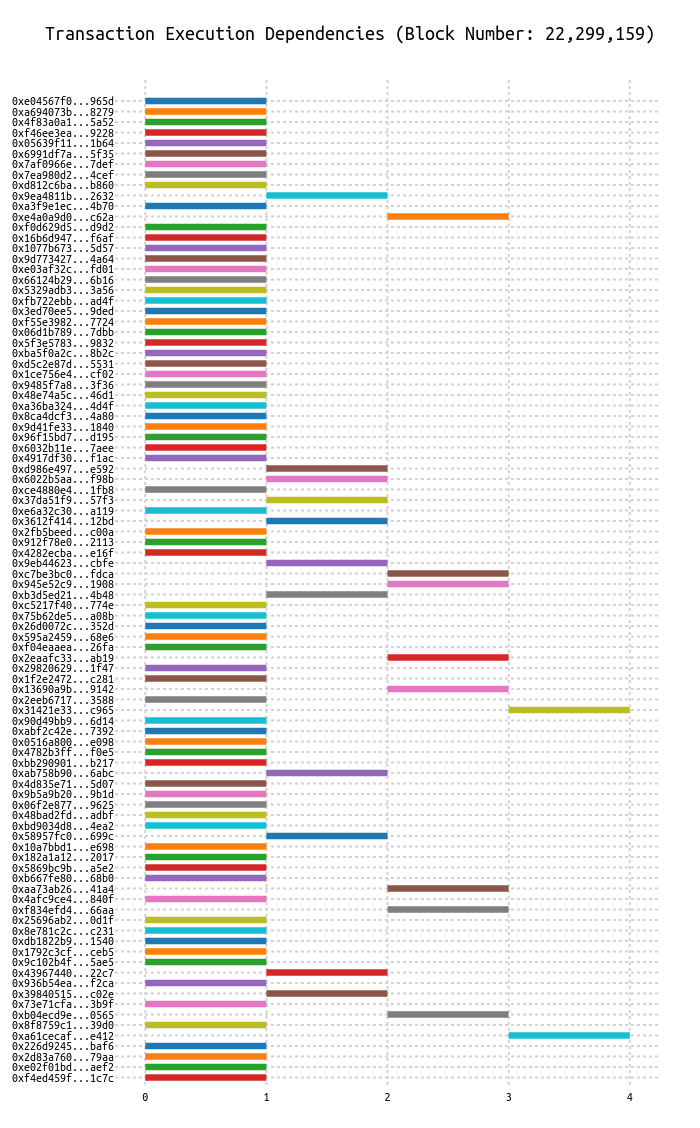 Transaction Execution Dependencies (Block Number: 22,299,159)
0xe04567f0...965d
0xa694073b...8279
0x4f83a0a1...5a52
0xf46ee3ea...9228
0x05639f11...1b64
0x6991df7a...5f35
0x7af0966e...7def
0x7ea980d2...4cef
0xd812c6ba...b860
0x9ea4811b...2632
0xa3f9e1ec...4b70
0xe4a0a9d0...c62a
0xf0d629d5...d9d2
0x16b6d947...f6af
0x1077b673...5d57
0x9d773427...4a64
0xe03af32c...fd01
0x66124b29...6b16
0x5329adb3...3a56
0xfb722ebb...ad4f
0x3ed70ee5...9ded
0xf55e3982...7724
0x06d1b789...7dbb
0x5f3e5783...9832
0xba5f0a2c...8b2c
0xd5c2e87d...5531
0x1ce756e4...cf02
0x9485f7a8...3f36
0x48e74a5c...46d1
0xa36ba324...4d4f
0x8ca4dcf3...4a80
0x9d41fe33...1840
0x96f15bd7...d195
0x6032b11e...7aee
0x4917df30...f1ac
0xd986e497...e592
0x6022b5aa...f98b
0xce4880e4...1fb8
0x37da51f9...57f3
0xe6a32c30...a119
0x3612f414...12bd
0x2fb5beed...c00a
0x912f78e0...2113
0x4282ecba...e16f
0x9eb44623...cbfe
0xc7be3bc0...fdca
0x945e52c9...1908
0xb3d5ed21...4b48
0xc5217f40...774e
0x75b62de5...a08b
0x26d0072c...352d
0x595a2459...68e6
0xf04eaaea...26fa
0x2eaafc33...ab19
0x29820629...1f47
0x1f2e2472...c281
0x13690a9b...9142
0x2eeb6717...3588
0x31421e33...c965
0x90d49bb9...6d14
0xabf2c42e...7392
0x0516a800...e098
0x4782b3ff...f0e5
0xbb290901...b217
0xab758b90...6abc
0x4d835e71...5d07
0x9b5a9b20...9b1d
0x06f2e877...9625
0x48bad2fd...adbf
0xbd9034d8...4ea2
0x58957fc0...699c
0x10a7bbd1...e698
0x182a1a12...2017
0x5869bc9b...a5e2
0xb667fe80...68b0
0xaa73ab26...41a4
0x4afc9ce4...840f
0xf834efd4...66aa
0x25696ab2...0d1f
0x8e781c2c...c231
0xdb1822b9...1540
0x1792c3cf...ceb5
0x9c102b4f...5ae5
0x43967440...22c7
0x936b54ea...f2ca
0x39840515...c02e
0x73e71cfa...3b9f
0xb04ecd9e...0565
0x8f8759c1...39d0
0xa61cecaf...e412
0x226d9245...baf6
0x2d83a760...79aa
0xe02f01bd...aef2
0xf4ed459f...1c7c
0 1 2 3 4